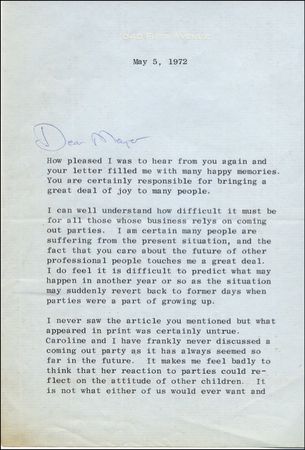 1040 FIFTH AVENUE
May 5, 1972
Dear Meyer
How pleased I was to hear from you again and
your letter filled me with many happy memories.
You are certainly responsible for bringing a
great deal of joy to many people.
I can well understand how difficult it must be
for all those whose business relys on coming
out parties. I am certain many people are
suffering from the present situation, and the
fact that you care about the future of other
professional people touches me a great deal.
I do feel it is difficult to predict what may
happen in another year or so as the situation
may suddenly revert back to former days when
parties were a part of growing up.
I never saw the article you mentioned but what
appeared in print was certainly untrue.
Caroline and I have frankly never discussed a
coming out party as it has always seemed so
far in the future. It makes me feel badly to
think that her reaction to parties could re-
flect on the attitude of other children. It
is not what either of us would ever want and